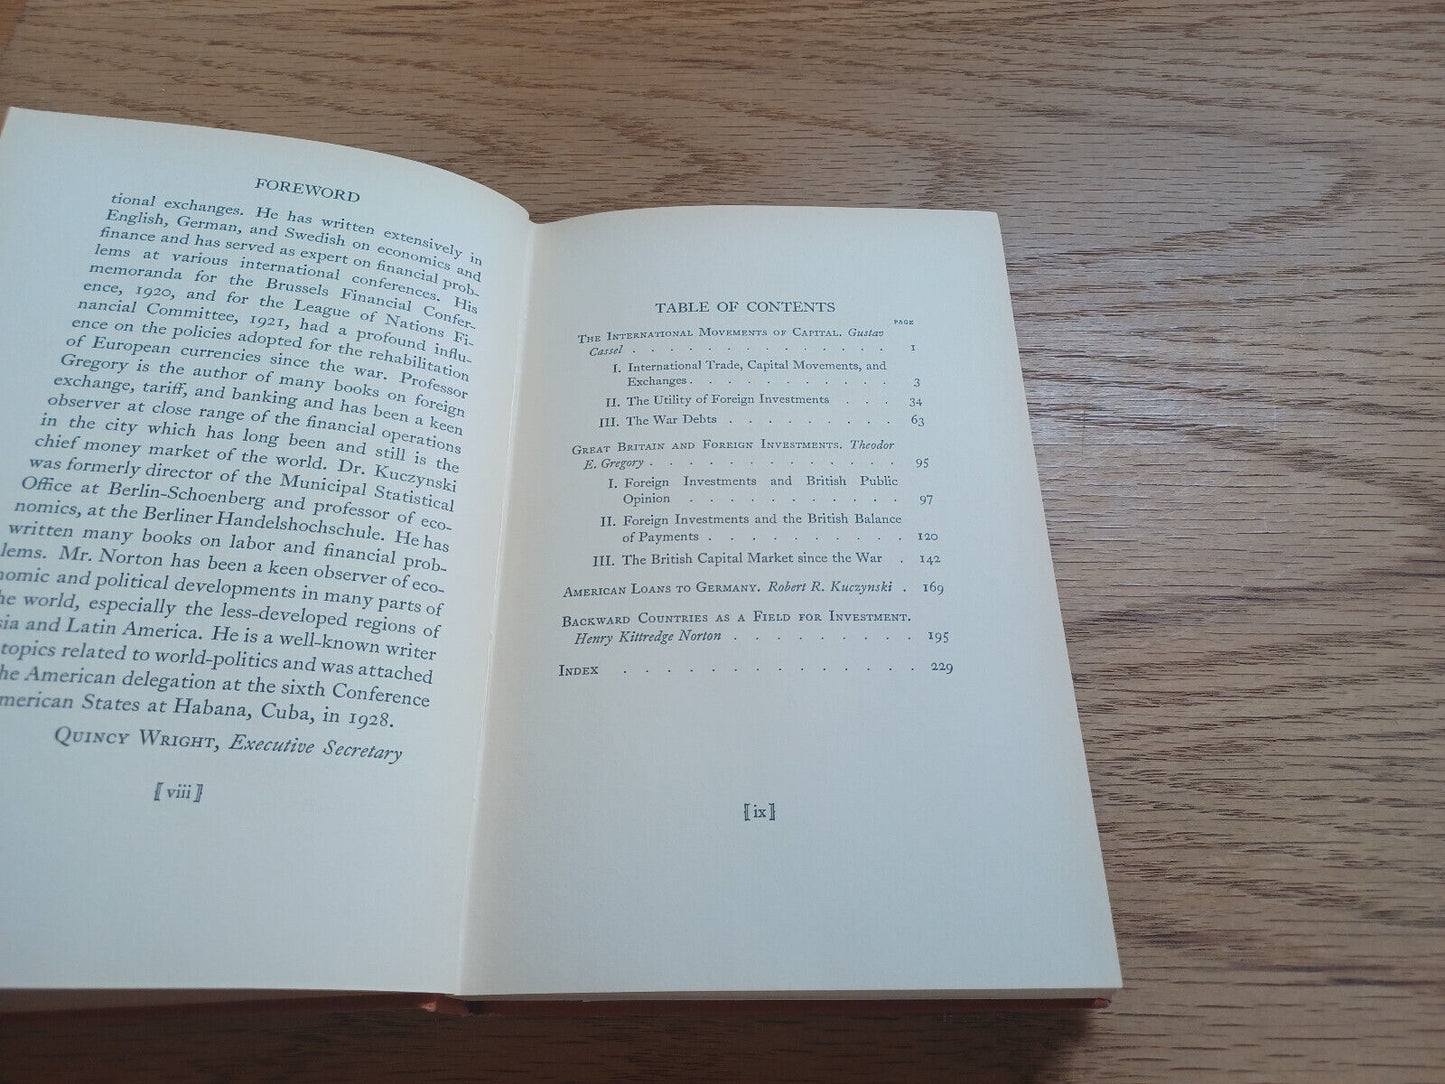 FOREWORD
tional exchanges. He has written extensively in
English, German, and Swedish on economics and
finance and has served as expert on financial prob-
lems at various international conferences. His
memoranda for the Brussels Financial Confer-
ence, 1920, and for the League of Nations Fi-
nancial Committee, 1921, had a profound influ-
ence on the policies adopted for the rehabilitation
of European currencies since the war. Professor
Gregory is the author of many books on foreign
exchange, tariff, and banking and has been a keen
observer at close range of the financial operations
in the city which has long been and still is the
chief money market of the world. Dr. Kuczynski
was formerly director of the Municipal Statistical
Office at Berlin-Schoenberg and professor of eco-
nomics, at the Berliner Handelshochschule. He has
written many books on labor and financial prob-
lems. Mr. Norton has been a keen observer of eco-
nomic and political developments in many parts of
the world, especially the less-developed regions of
sia and Latin America. He is a well-known writer
topics related to world-politics and was attached
he American delegation at the sixth Conference
merican States at Habana, Cuba, in 1928.
QUINCY WRIGHT, Executive Secretary
⟦ viii ⟧
TABLE OF CONTENTS
PAGE
THE INTERNATIONAL MOVEMENTS OF CAPITAL. Gustav
Cassel . . . . . . . . . . . . . 1
I. International Trade, Capital Movements, and
Exchanges . . . . . . . . . . 3
II. The Utility of Foreign Investments . . . 34
III. The War Debts . . . . . . . . 63
GREAT BRITAIN AND FOREIGN INVESTMENTS. Theodor
E. Gregory . . . . . . . . . . . . 95
I. Foreign Investments and British Public
Opinion . . . . . . . . . . . 97
II. Foreign Investments and the British Balance
of Payments . . . . . . . . . 120
III. The British Capital Market since the War . 142
AMERICAN LOANS TO GERMANY. Robert R. Kuczynski . 169
BACKWARD COUNTRIES AS A FIELD FOR INVESTMENT.
Henry Kittredge Norton . . . . . . . . . 195
INDEX . . . . . . . . . . . . . . 229
⟦ ix ⟧